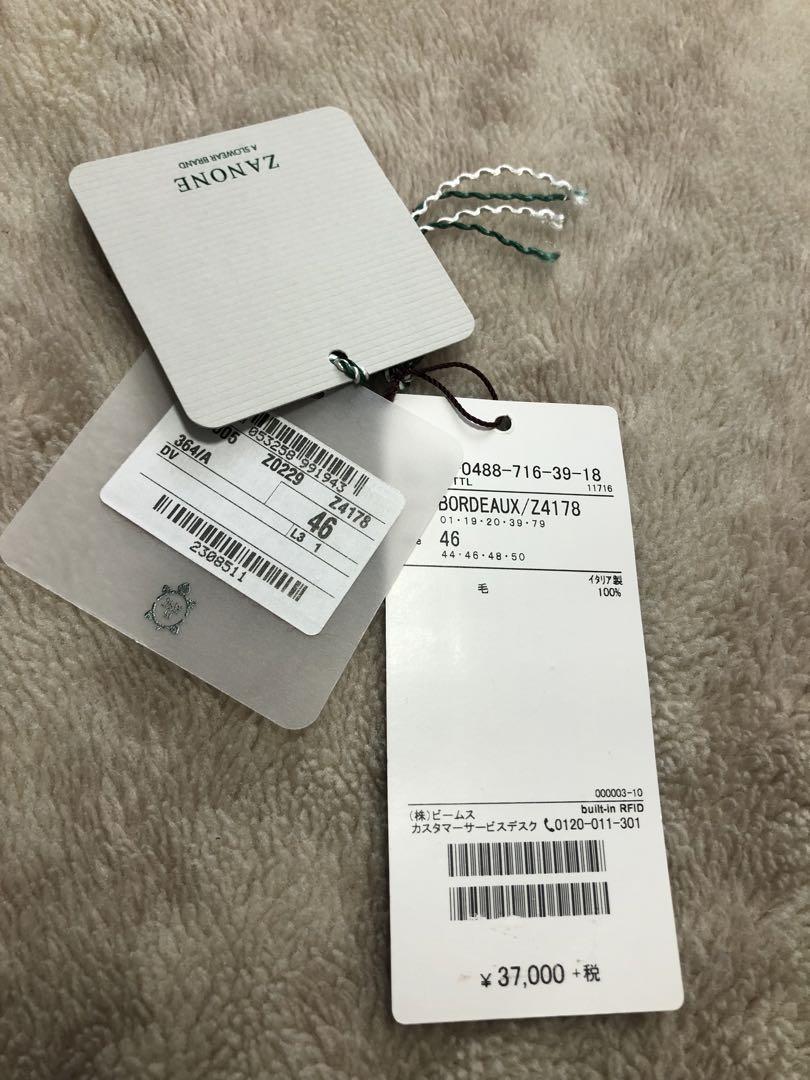 ZANONE
A SLOWEAR BRAND
053258 991943
005 Z0229 Z4178
364/A
DV
46
L3 1
2308511
0488-716-39-18
TTL 11716
BORDEAUX/Z4178
01・19・20・39・79
46
44・46・48・50
イタリア製
毛 100%
000003-10
built-in RFID
(株)ビームス
カスタマーサービスデスク 0120-011-301
¥ 37,000 +税